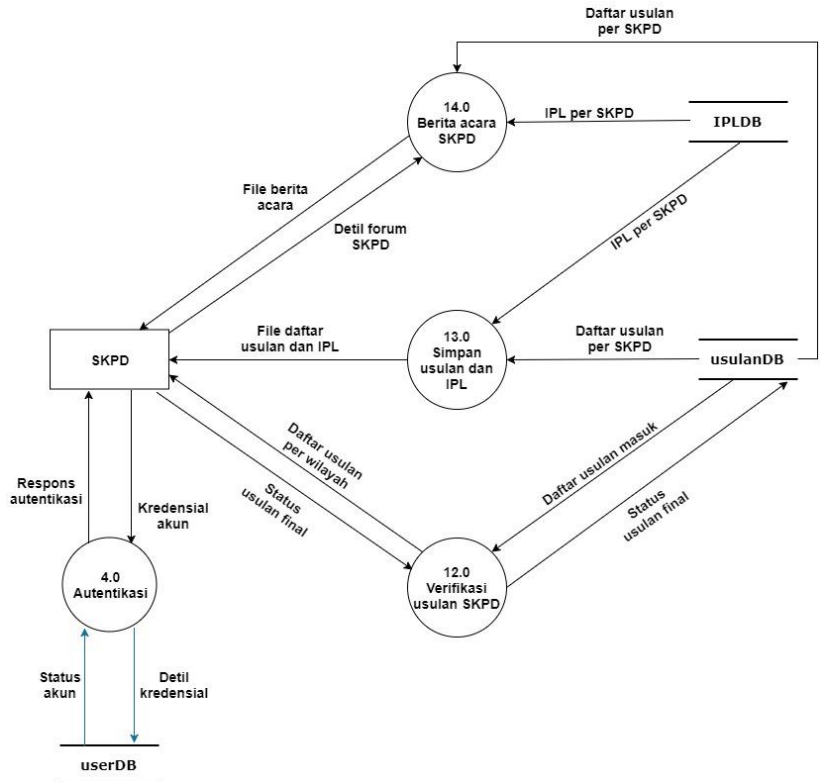 Daftar usulan
per SKPD
14.0
Berita acara
SKPD
IPL per SKPD
IPLDB
File berita
acara
Detil forum
SKPD
IPL per SKPD
SKPD
File daftar
usulan dan IPL
13.0
Simpan
usulan dan
IPL
Daftar usulan
per SKPD
usulanDB
Daftar usulan
per wilayah
Status
usulan final
Daftar usulan masuk
Status
usulan final
Respons
autentikasi
Kredensial
akun
4.0
Autentikasi
12.0
Verifikasi
usulan SKPD
Status
akun
Detil
kredensial
userDB